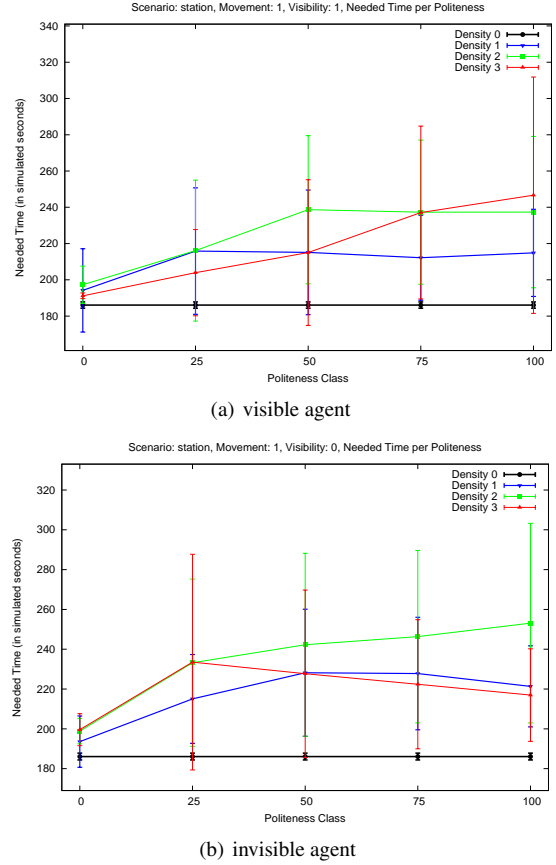 Scenario: station, Movement: 1, Visibility: 1, Needed Time per Politeness
340
320
300
280
260
240
220
200
180
Needed Time (in simulated seconds)
Density 0
Density 1
Density 2
Density 3
0 25 50 75 100
Politeness Class
(a) visible agent
Scenario: station, Movement: 1, Visibility: 0, Needed Time per Politeness
320
300
280
260
240
220
200
180
Needed Time (in simulated seconds)
Density 0
Density 1
Density 2
Density 3
0 25 50 75 100
Politeness Class
(b) invisible agent